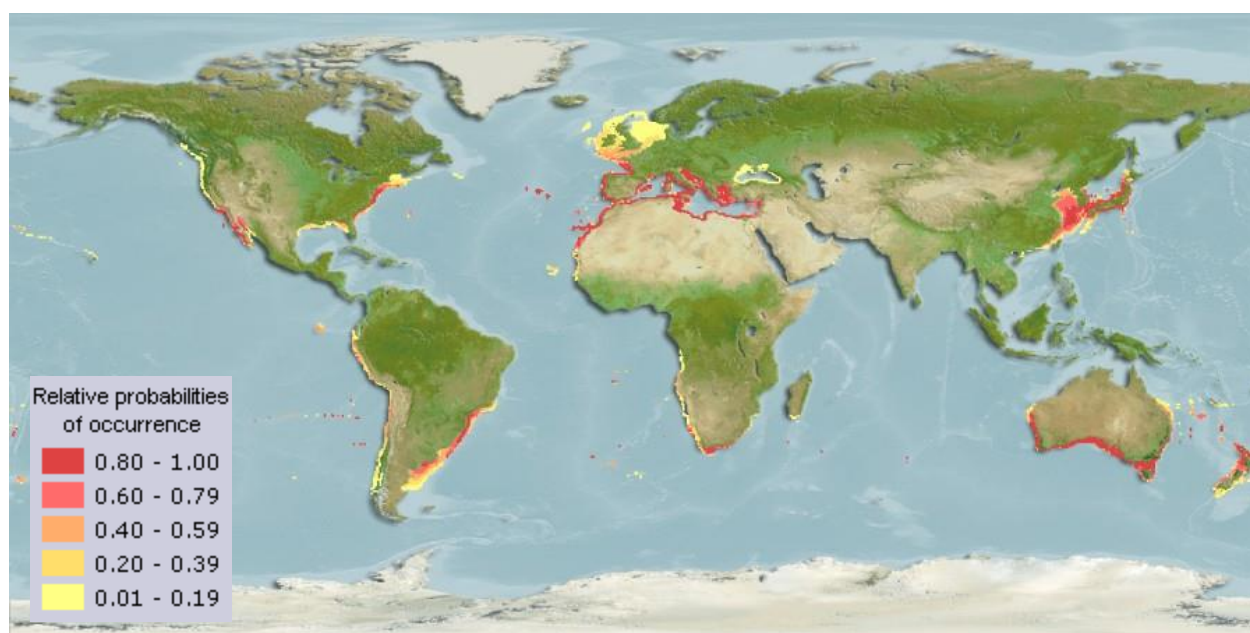 Relative probabilities
of occurrence
0.80 - 1.00
0.60 - 0.79
0.40 - 0.59
0.20 - 0.39
0.01 - 0.19